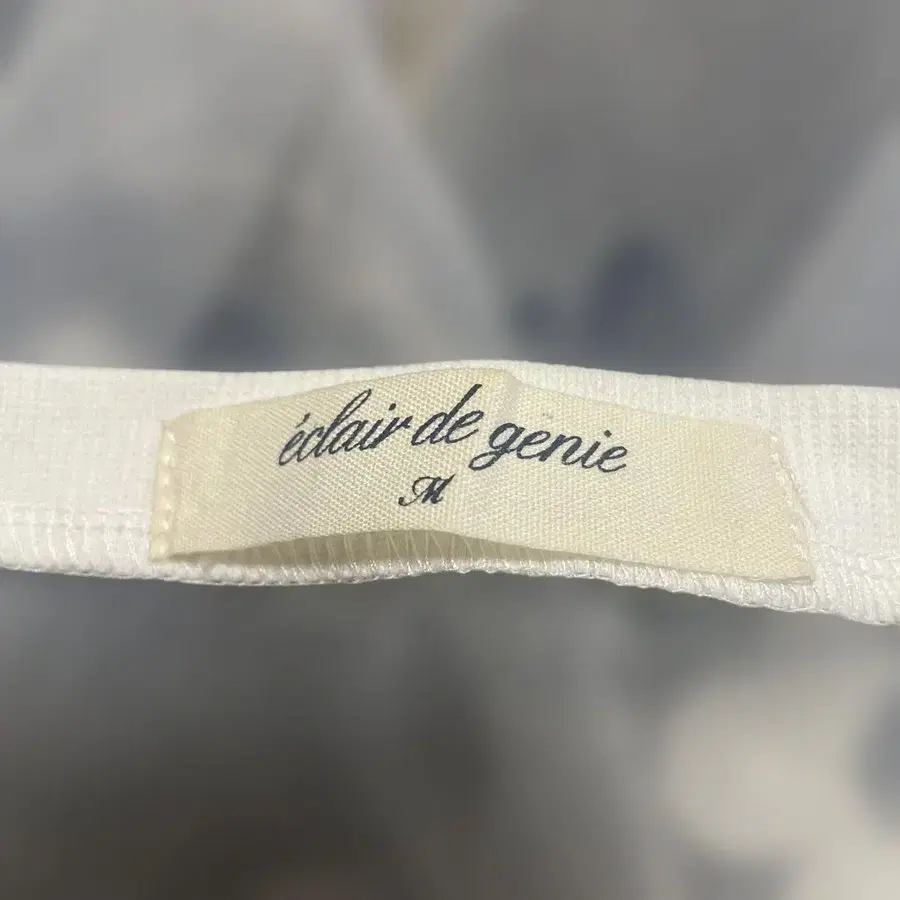 éclair de genie
M